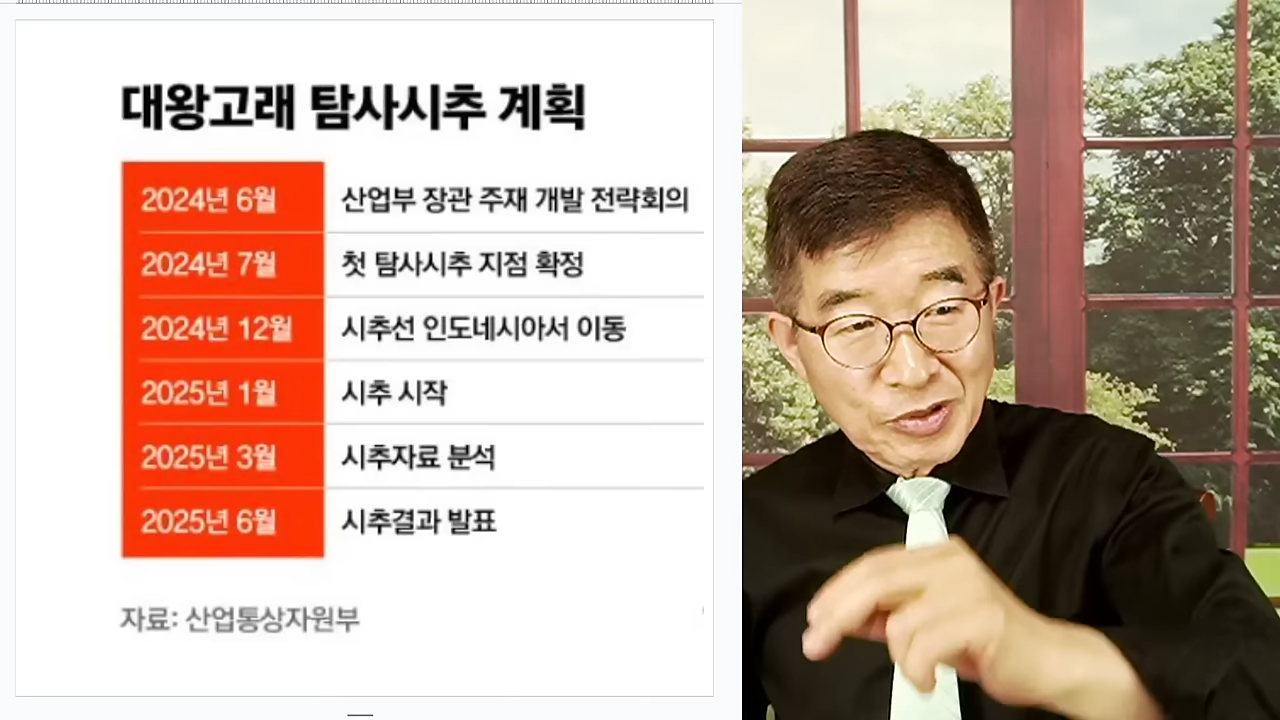 대왕고래 탐사시추 계획
2024년 6월 산업부 장관 주재 개발 전략회의
2024년 7월 첫 탐사시추 지점 확정
2024년 12월 시추선 인도네시아서 이동
2025년 1월 시추 시작
2025년 3월 시추자료 분석
2025년 6월 시추결과 발표
자료: 산업통상자원부